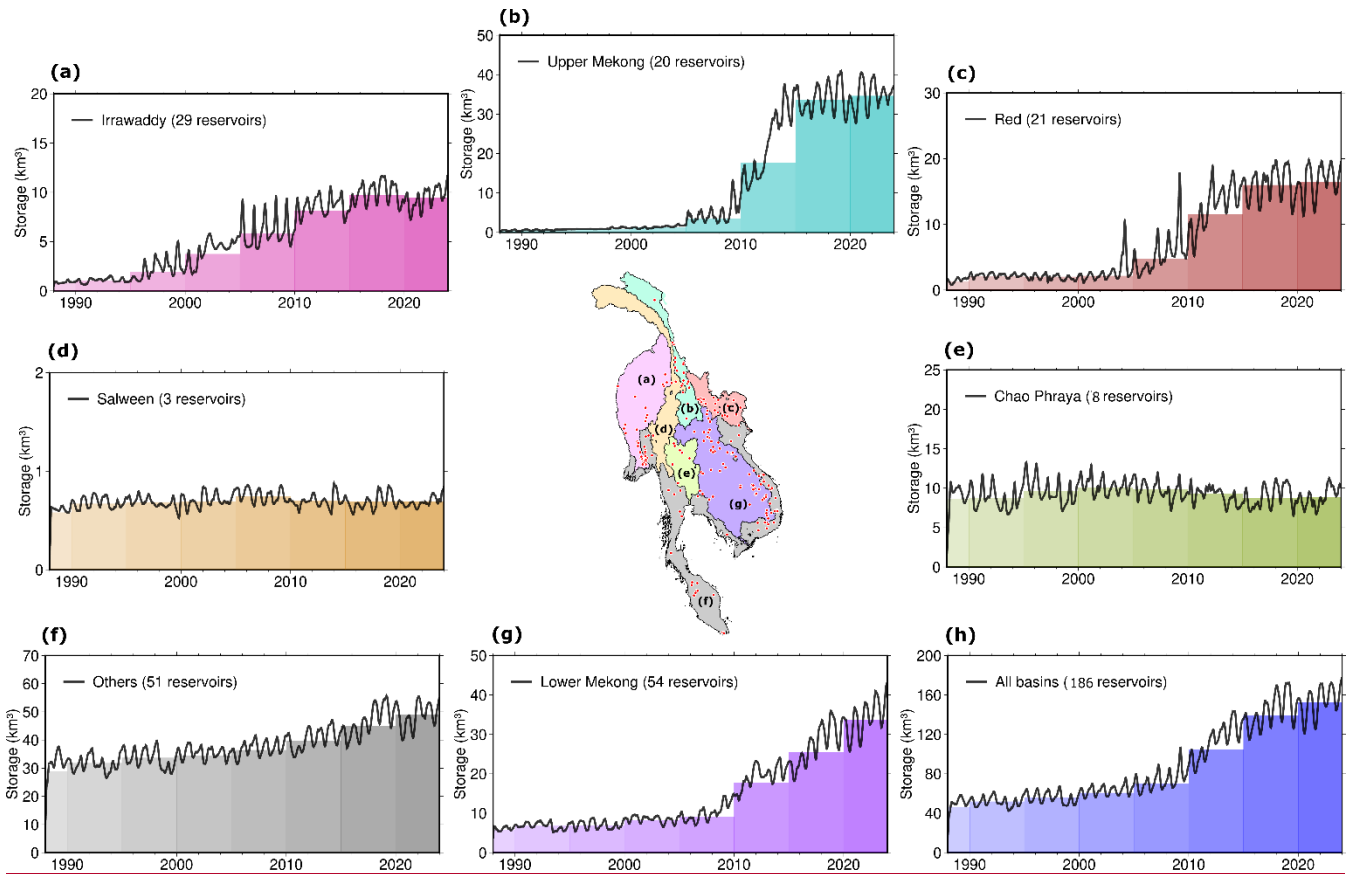 (a)
Irrawaddy (29 reservoirs)
Storage (km³)
20
15
10
5
0
1990
2000
2010
2020
(b)
Upper Mekong (20 reservoirs)
Storage (km³)
50
40
30
20
10
0
1990
2000
2010
2020
(c)
Red (21 reservoirs)
Storage (km³)
30
20
10
0
1990
2000
2010
2020
(d)
Salween (3 reservoirs)
Storage (km³)
2
1
0
1990
2000
2010
2020
(a)
(b)
(c)
(d)
(e)
(g)
(f)
(e)
Chao Phraya (8 reservoirs)
Storage (km³)
25
20
15
10
5
0
1990
2000
2010
2020
(f)
Others (51 reservoirs)
Storage (km³)
70
60
50
40
30
20
10
0
1990
2000
2010
2020
(g)
Lower Mekong (54 reservoirs)
Storage (km³)
50
40
30
20
10
0
1990
2000
2010
2020
(h)
All basins (186 reservoirs)
Storage (km³)
200
160
120
80
40
0
1990
2000
2010
2020